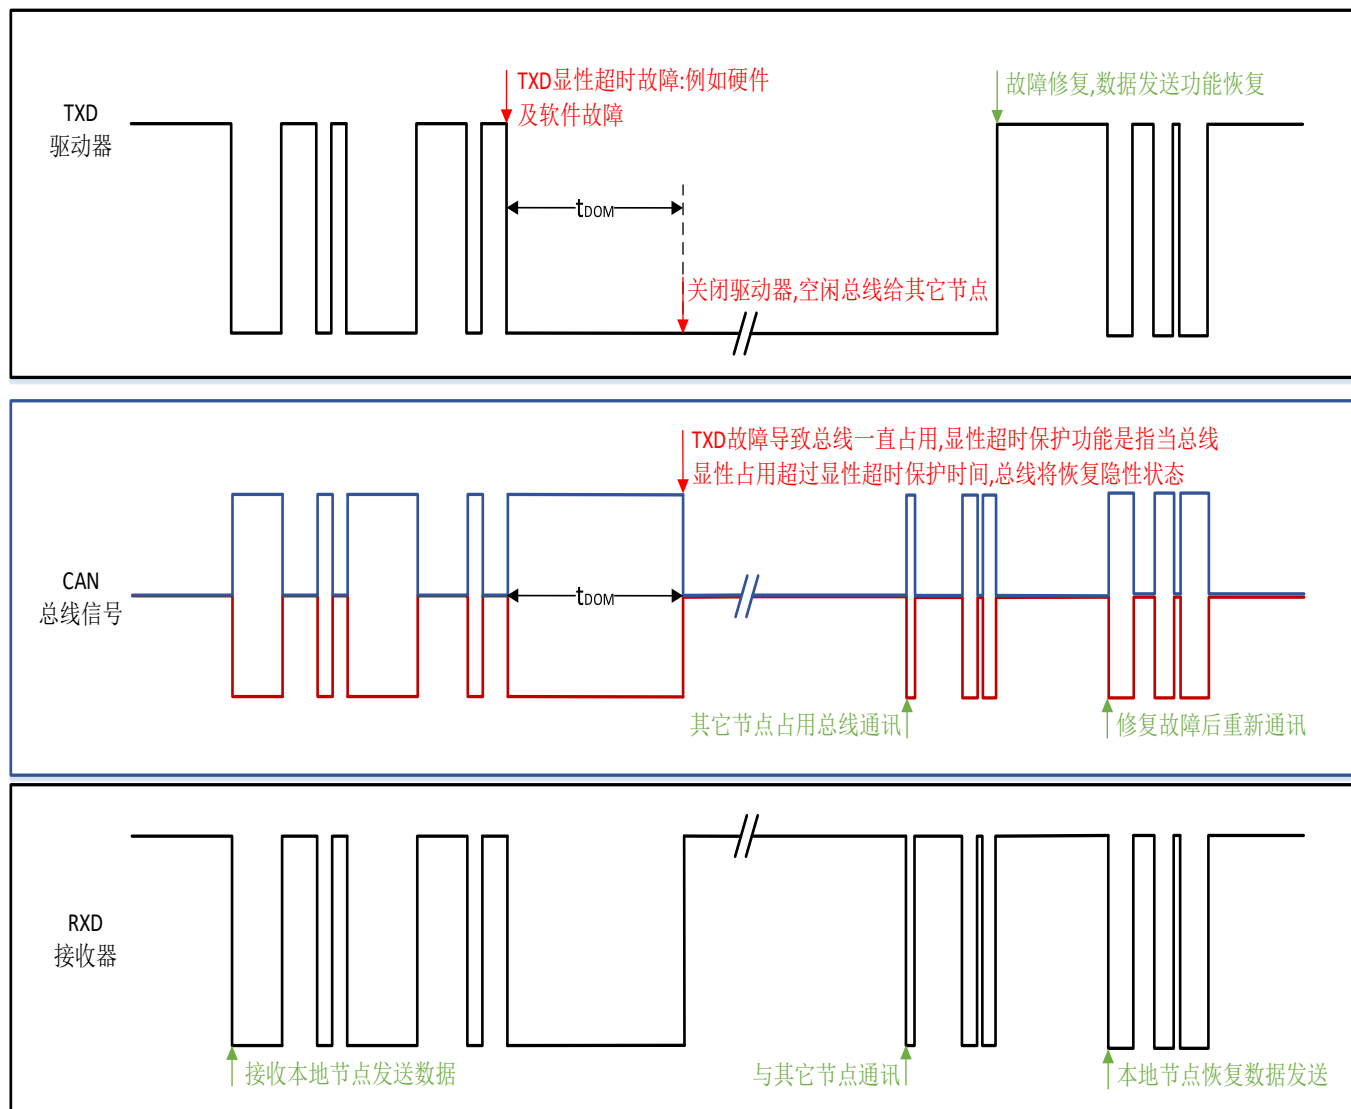 TXD显性超时故障:例如硬件
及软件故障
故障修复,数据发送功能恢复
TXD
驱动器
tDOM
关闭驱动器,空闲总线给其它节点
TXD故障导致总线一直占用,显性超时保护功能是指当总线
显性占用超过显性超时保护时间,总线将恢复隐性状态
CAN
总线信号
tDOM
其它节点占用总线通讯
修复故障后重新通讯
RXD
接收器
接收本地节点发送数据
与其它节点通讯
本地节点恢复数据发送